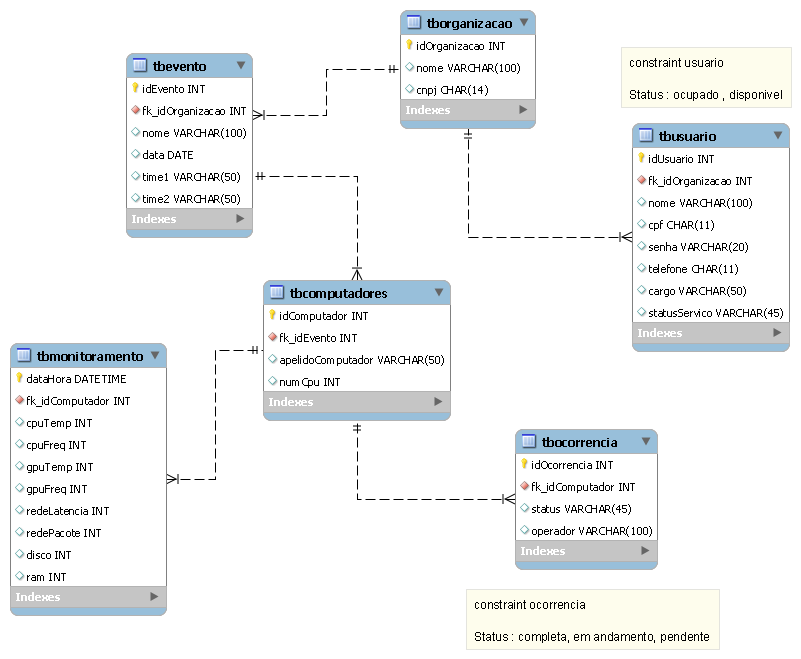 tborganizacao
idOrganizacao INT
nome VARCHAR(100)
cnpj CHAR(14)
Indexes
tbevento
idEvento INT
fk_idOrganizacao INT
nome VARCHAR(100)
data DATE
time1 VARCHAR(50)
time2 VARCHAR(50)
Indexes
constraint usuario
Status : ocupado , disponivel
tbusuario
idUsuario INT
fk_idOrganizacao INT
nome VARCHAR(100)
cpf CHAR(11)
senha VARCHAR(20)
telefone CHAR(11)
cargo VARCHAR(50)
statusServico VARCHAR(45)
Indexes
tbcomputadores
idComputador INT
fk_idEvento INT
apelidoComputador VARCHAR(50)
numCpu INT
Indexes
tbmonitoramento
dataHora DATETIME
fk_idComputador INT
cpuTemp INT
cpuFreq INT
gpuTemp INT
gpuFreq INT
redeLatencia INT
redePacote INT
disco INT
ram INT
Indexes
tbocorrencia
idOcorrencia INT
fk_idComputador INT
status VARCHAR(45)
operador VARCHAR(100)
Indexes
constraint ocorrencia
Status : completa, em andamento, pendente